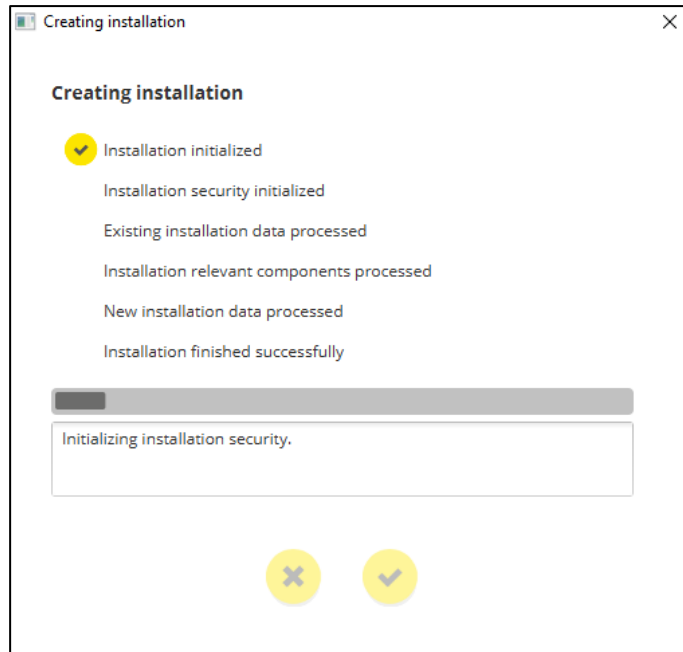 Creating installation
Creating installation
Installation initialized
Installation security initialized
Existing installation data processed
Installation relevant components processed
New installation data processed
Installation finished successfully
Initializing installation security.